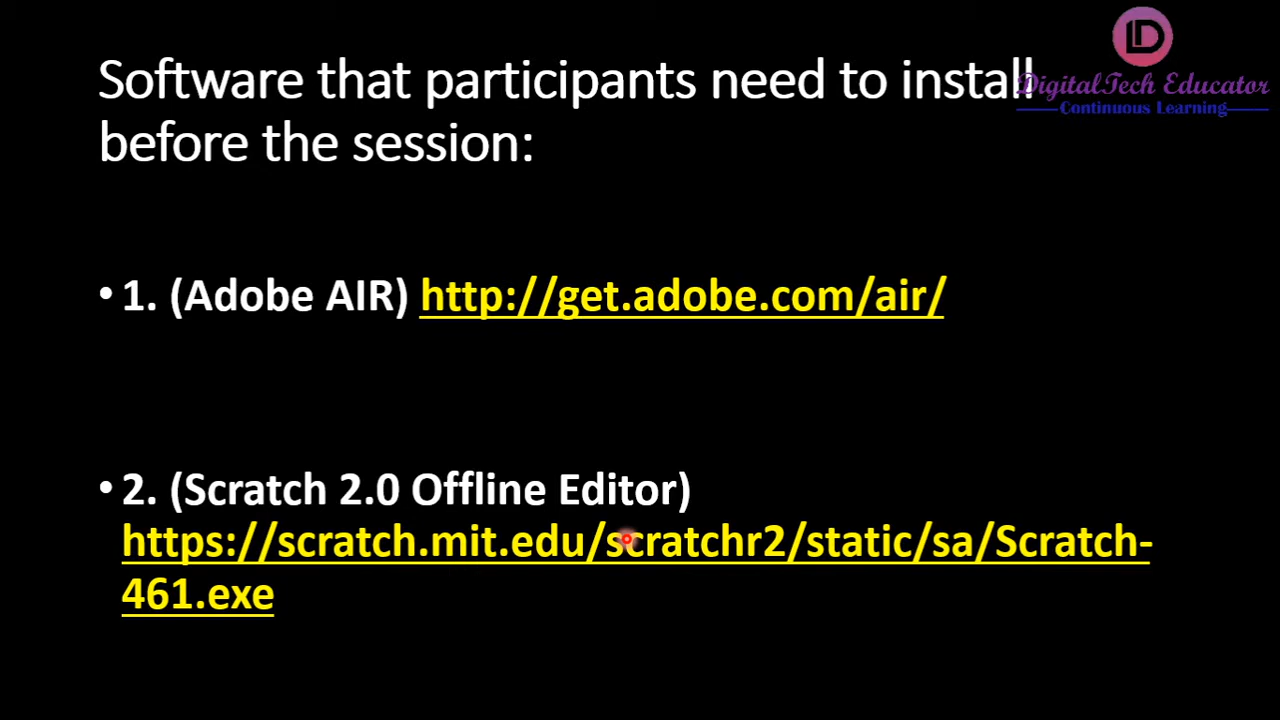 Software that participants need to install
before the session:
DigitalTech Educator
Continuous Learning
• 1. (Adobe AIR) http://get.adobe.com/air/
• 2. (Scratch 2.0 Offline Editor)
https://scratch.mit.edu/scratchr2/static/sa/Scratch-
461.exe